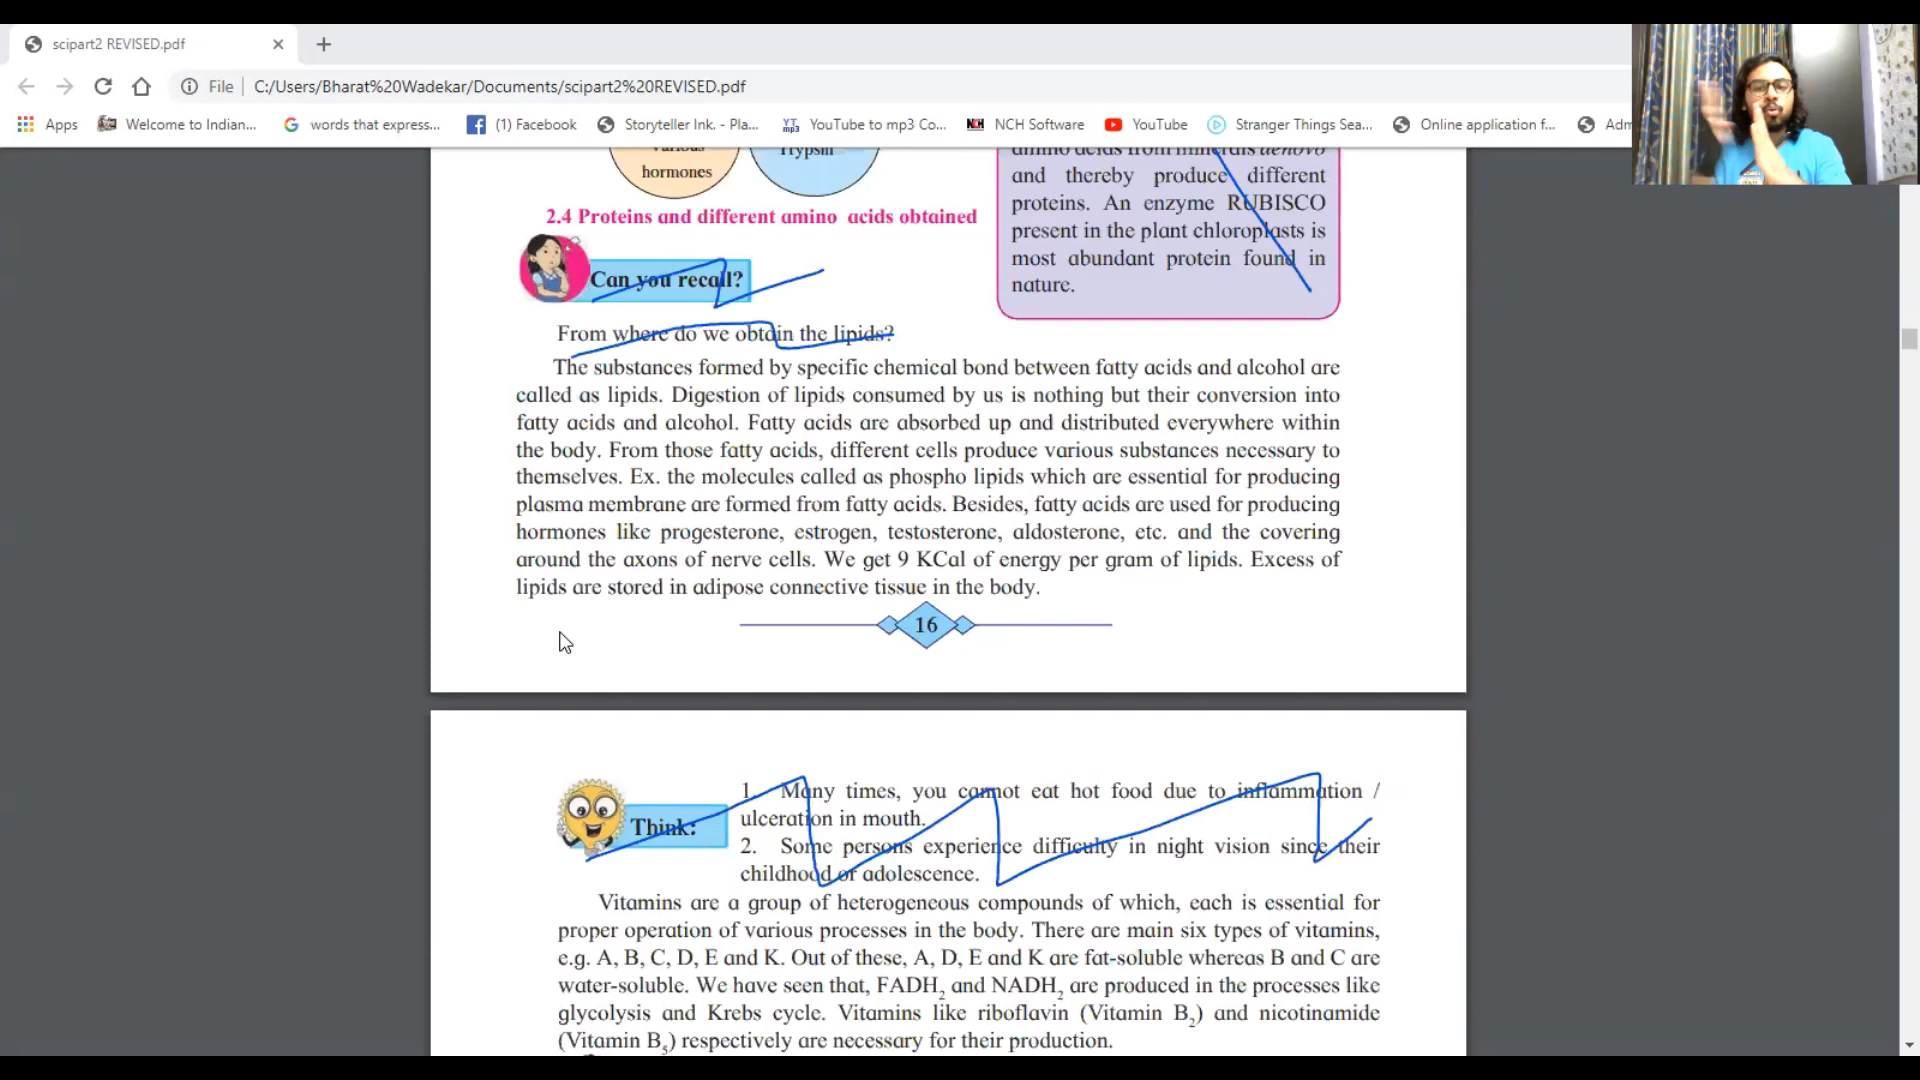 scipart2 REVISED.pdf
File
C:/Users/Bharat%20Wadekar/Documents/scipart2%20REVISED.pdf
Apps
Welcome to Indian...
words that express...
(1) Facebook
Storyteller Ink. - Pla...
YouTube to mp3 Co...
NCH Software
YouTube
Stranger Things Sea...
Online application f...
Adm
various
hormones
Trypsin
amino acids from minerals denovo
and thereby produce different
proteins. An enzyme RUBISCO
present in the plant chloroplasts is
most abundant protein found in
nature.
2.4 Proteins and different amino acids obtained
Can you recall?
From where do we obtain the lipids?
The substances formed by specific chemical bond between fatty acids and alcohol are
called as lipids. Digestion of lipids consumed by us is nothing but their conversion into
fatty acids and alcohol. Fatty acids are absorbed up and distributed everywhere within
the body. From those fatty acids, different cells produce various substances necessary to
themselves. Ex. the molecules called as phospho lipids which are essential for producing
plasma membrane are formed from fatty acids. Besides, fatty acids are used for producing
hormones like progesterone, estrogen, testosterone, aldosterone, etc. and the covering
around the axons of nerve cells. We get 9 KCal of energy per gram of lipids. Excess of
lipids are stored in adipose connective tissue in the body.
16
Think:
1. Many times, you cannot eat hot food due to inflammation /
ulceration in mouth.
2. Some persons experience difficulty in night vision since their
childhood or adolescence.
Vitamins are a group of heterogeneous compounds of which, each is essential for
proper operation of various processes in the body. There are main six types of vitamins,
e.g. A, B, C, D, E and K. Out of these, A, D, E and K are fat-soluble whereas B and C are
water-soluble. We have seen that, FADH₂ and NADH₂ are produced in the processes like
glycolysis and Krebs cycle. Vitamins like riboflavin (Vitamin B₂) and nicotinamide
(Vitamin B₅) respectively are necessary for their production.